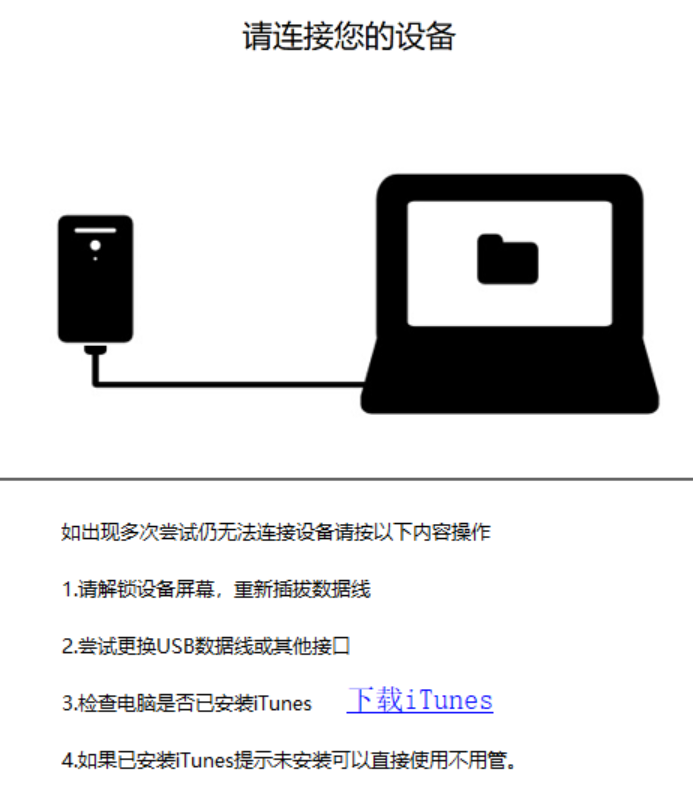 请连接您的设备
如出现多次尝试仍无法连接设备请按以下内容操作
1.请解锁设备屏幕，重新插拔数据线
2.尝试更换USB数据线或其他接口
3.检查电脑是否已安装iTunes 下载iTunes
4.如果已安装iTunes提示未安装可以直接使用不用管。